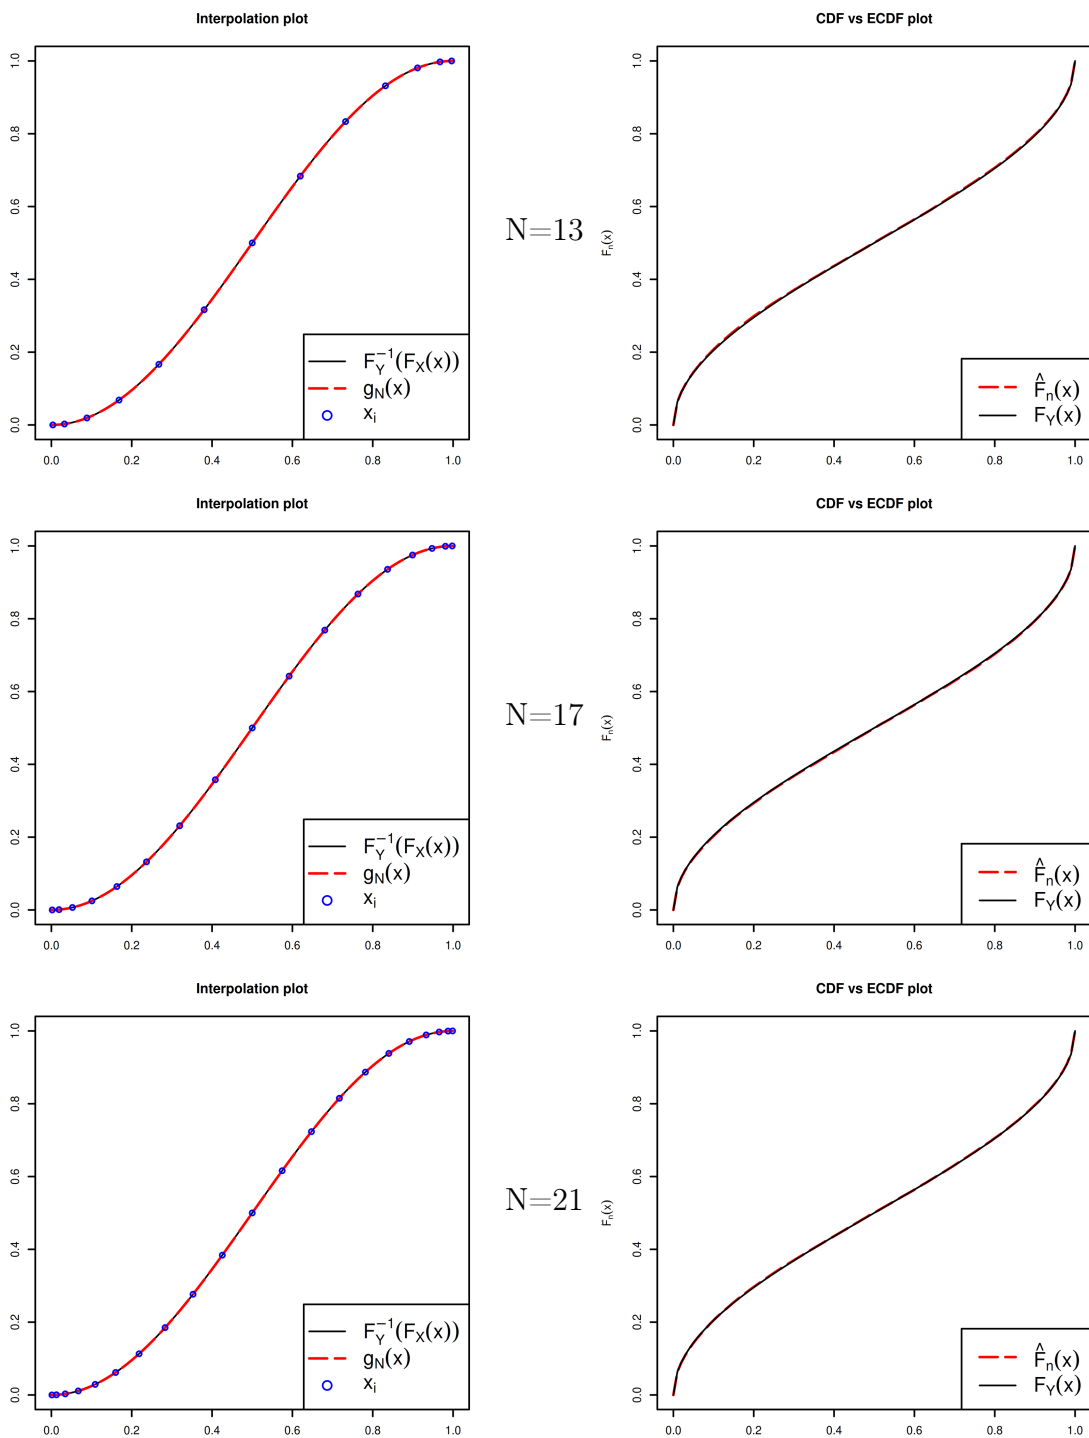 Interpolation plot
CDF vs ECDF plot
1.0
0.8
0.6
0.4
0.2
0.0
0.0 0.2 0.4 0.6 0.8 1.0
F_Y^{-1}(F_X(x))
g_N(x)
x_i
N=13
F_n(x)
1.0
0.8
0.6
0.4
0.2
0.0
0.0 0.2 0.4 0.6 0.8 1.0
F̂_n(x)
F_Y(x)
Interpolation plot
CDF vs ECDF plot
1.0
0.8
0.6
0.4
0.2
0.0
0.0 0.2 0.4 0.6 0.8 1.0
F_Y^{-1}(F_X(x))
g_N(x)
x_i
N=17
F_n(x)
1.0
0.8
0.6
0.4
0.2
0.0
0.0 0.2 0.4 0.6 0.8 1.0
F̂_n(x)
F_Y(x)
Interpolation plot
CDF vs ECDF plot
1.0
0.8
0.6
0.4
0.2
0.0
0.0 0.2 0.4 0.6 0.8 1.0
F_Y^{-1}(F_X(x))
g_N(x)
x_i
N=21
F_n(x)
1.0
0.8
0.6
0.4
0.2
0.0
0.0 0.2 0.4 0.6 0.8 1.0
F̂_n(x)
F_Y(x)